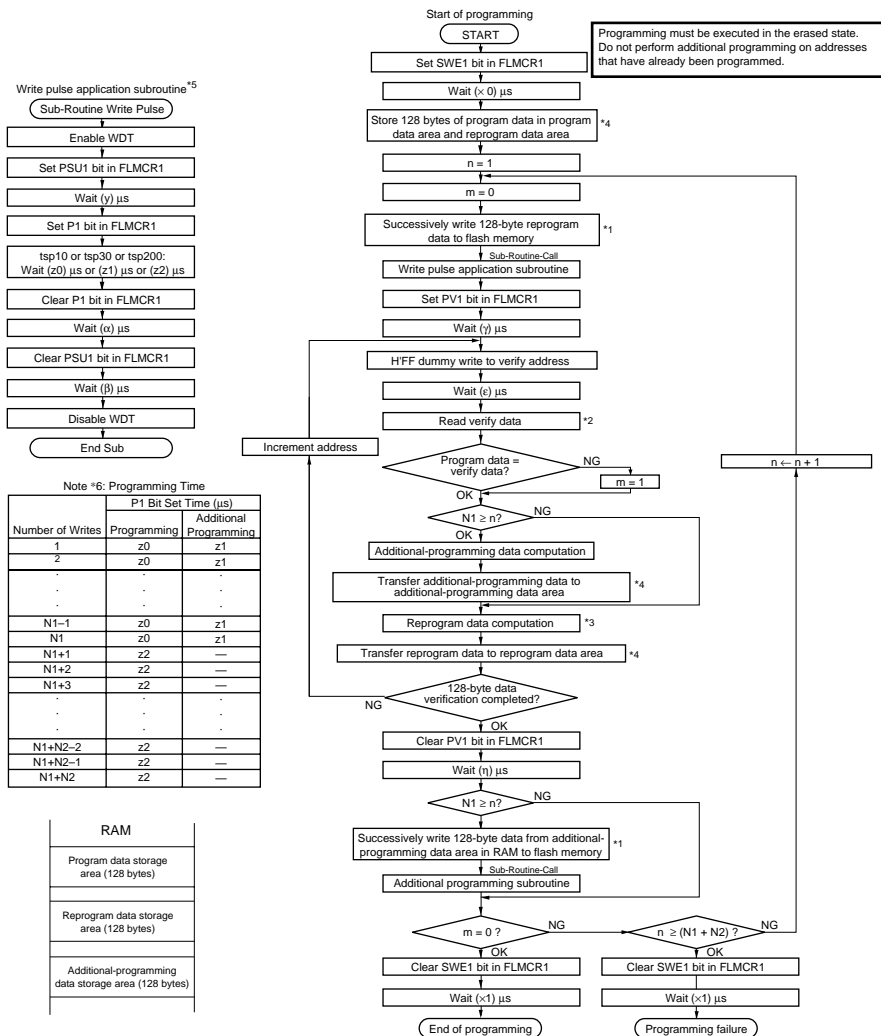 Start of programming
START
Programming must be executed in the erased state.
Do not perform additional programming on addresses
that have already been programmed.
Set SWE1 bit in FLMCR1
Wait (× 0) μs
Store 128 bytes of program data in program
data area and reprogram data area
*4
n = 1
m = 0
Successively write 128-byte reprogram
data to flash memory
*1
Sub-Routine-Call
Write pulse application subroutine
Set PV1 bit in FLMCR1
Wait (γ) μs
H'FF dummy write to verify address
Wait (ε) μs
Read verify data
*2
Increment address
Program data =
verify data?
NG
m = 1
OK
n ← n + 1
N1 ≥ n?
NG
OK
Additional-programming data computation
Transfer additional-programming data to
additional-programming data area
*4
Reprogram data computation
*3
Transfer reprogram data to reprogram data area
*4
128-byte data
verification completed?
NG
OK
Clear PV1 bit in FLMCR1
Wait (η) μs
N1 ≥ n?
NG
OK
Successively write 128-byte data from additional-
programming data area in RAM to flash memory
*1
Sub-Routine-Call
Additional programming subroutine
m = 0 ?
NG
n ≥ (N1 + N2) ?
NG
OK
OK
Clear SWE1 bit in FLMCR1
Clear SWE1 bit in FLMCR1
Wait (×1) μs
Wait (×1) μs
End of programming
Programming failure
Write pulse application subroutine*5
Sub-Routine Write Pulse
Enable WDT
Set PSU1 bit in FLMCR1
Wait (y) μs
Set P1 bit in FLMCR1
tsp10 or tsp30 or tsp200:
Wait (z0) μs or (z1) μs or (z2) μs
Clear P1 bit in FLMCR1
Wait (α) μs
Clear PSU1 bit in FLMCR1
Wait (β) μs
Disable WDT
End Sub
Note *6: Programming Time
P1 Bit Set Time (μs)
Number of Writes Programming Additional
Programming
1 z0 z1
2 z0 z1
. . .
. . .
. . .
N1–1 z0 z1
N1 z0 z1
N1+1 z2 —
N1+2 z2 —
N1+3 z2 —
. . .
. . .
. . .
N1+N2–2 z2 —
N1+N2–1 z2 —
N1+N2 z2 —
RAM
Program data storage
area (128 bytes)
Reprogram data storage
area (128 bytes)
Additional-programming
data storage area (128 bytes)